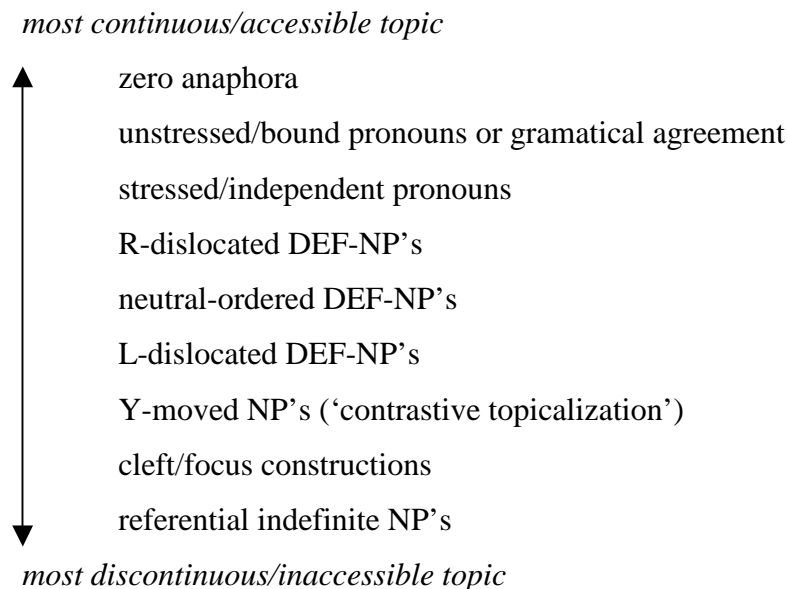 most continuous/accessible topic
zero anaphora
unstressed/bound pronouns or gramatical agreement
stressed/independent pronouns
R-dislocated DEF-NP’s
neutral-ordered DEF-NP’s
L-dislocated DEF-NP’s
Y-moved NP’s (‘contrastive topicalization’)
cleft/focus constructions
referential indefinite NP’s
most discontinuous/inaccessible topic